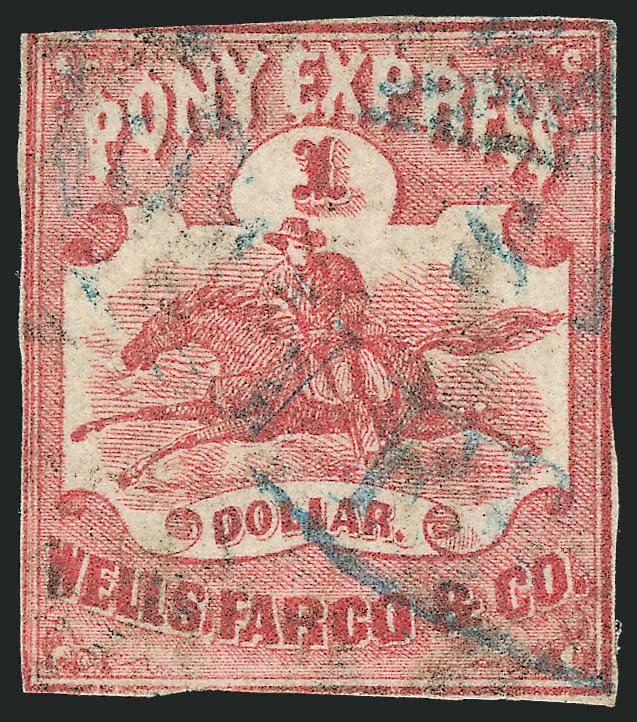 PONY EXPRESS
1
DOLLAR.
WELLS, FARGO & CO.